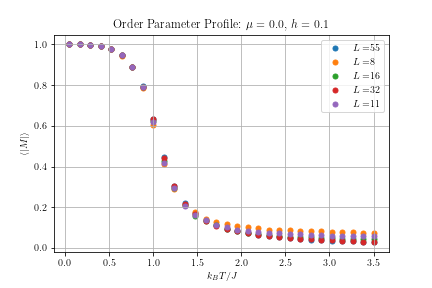 Order Parameter Profile: μ = 0.0, h = 0.1
1.0
0.8
0.6
0.4
0.2
0.0
⟨|M|⟩
L =55
L =8
L =16
L =32
L =11
0.0 0.5 1.0 1.5 2.0 2.5 3.0 3.5
k_BT/J